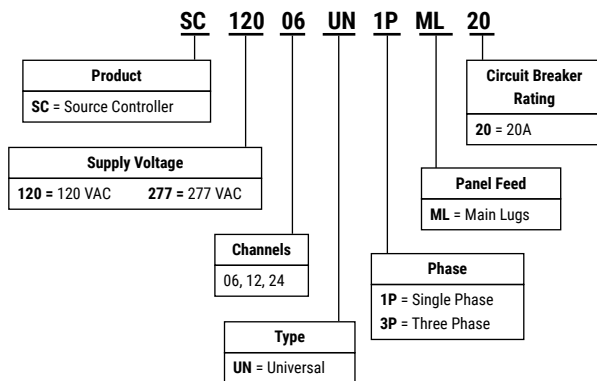 SC 120 06 UN 1P ML 20
Product
SC = Source Controller
Circuit Breaker
Rating
20 = 20A
Supply Voltage
120 = 120 VAC 277 = 277 VAC
Panel Feed
ML = Main Lugs
Channels
06, 12, 24
Phase
1P = Single Phase
3P = Three Phase
Type
UN = Universal